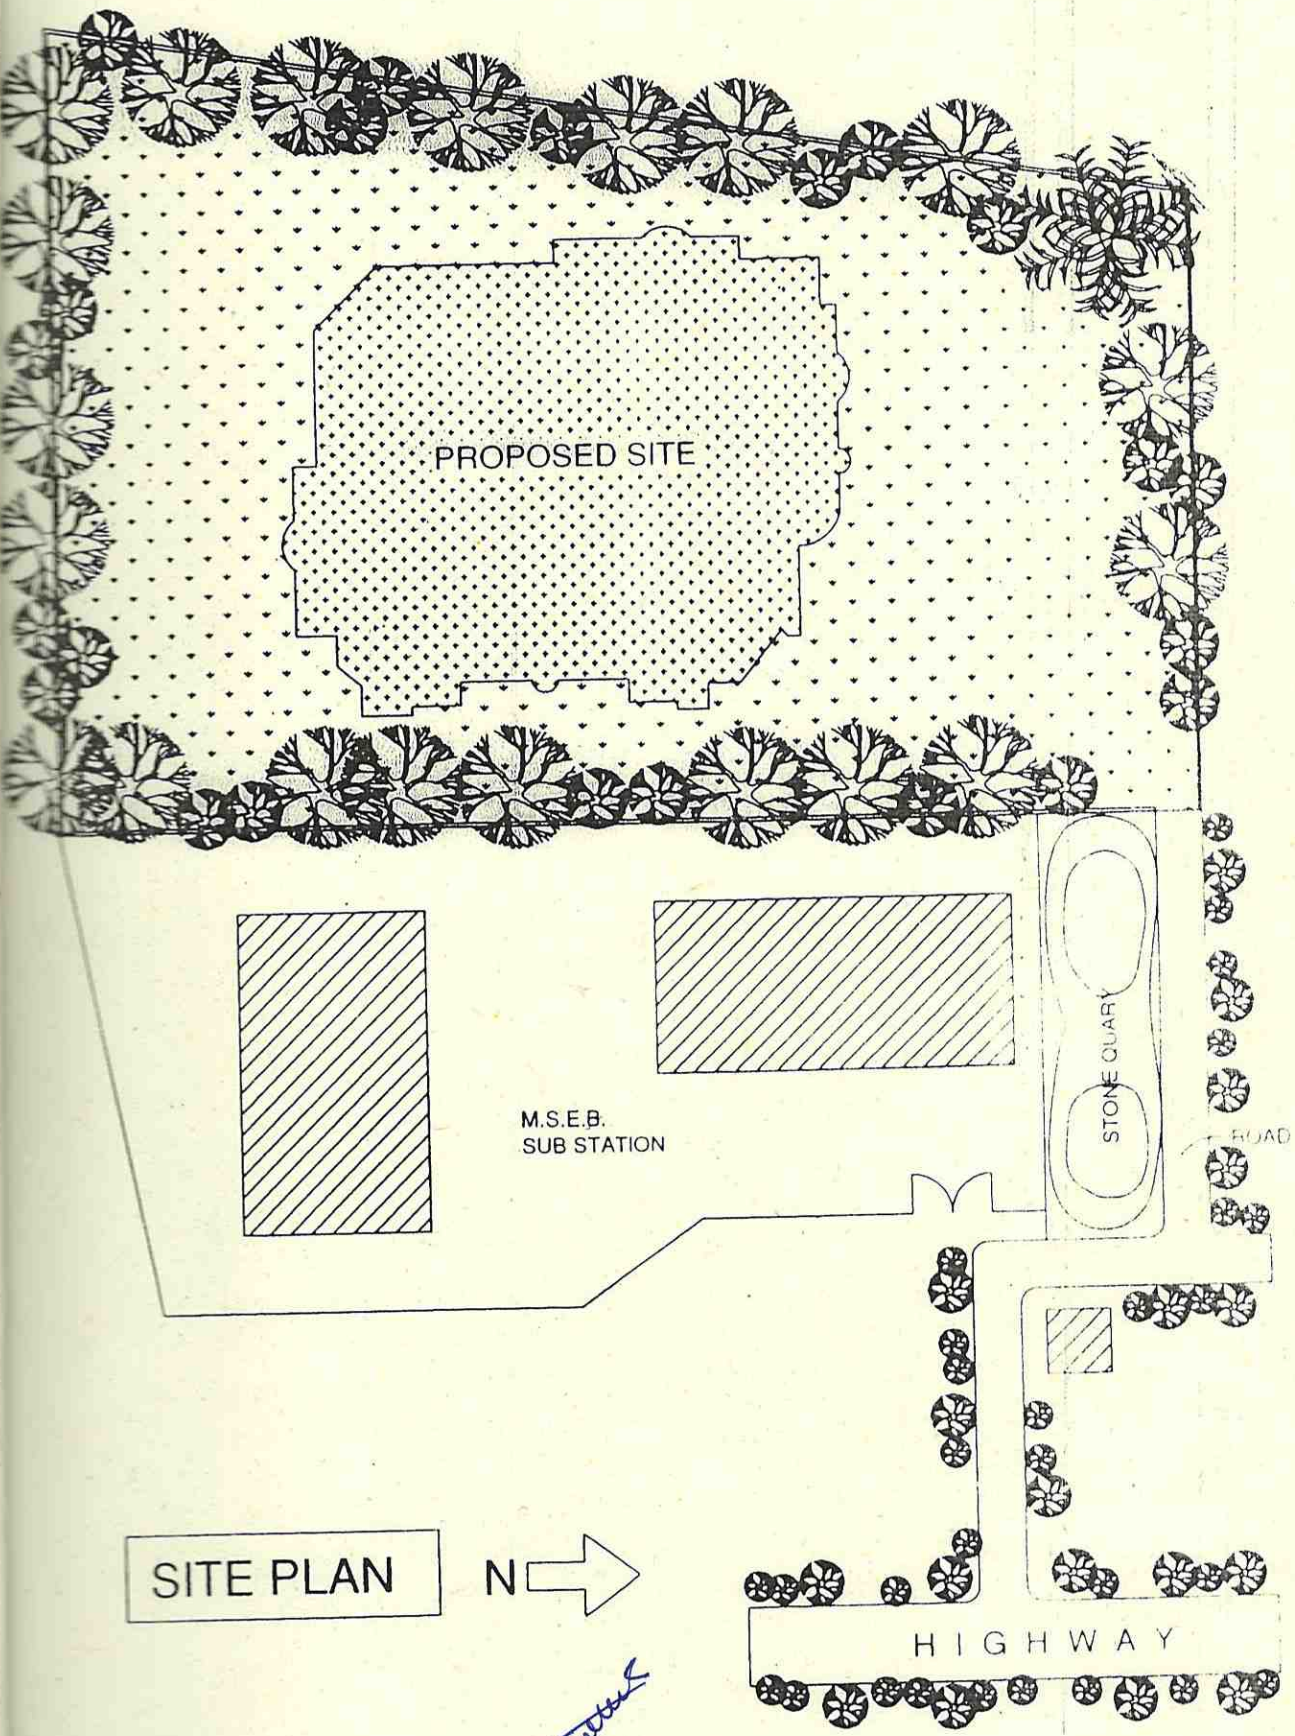 PROPOSED SITE
M.S.E.B.
SUB STATION
STONE QUARY
ROAD
SITE PLAN
N
HIGHWAY